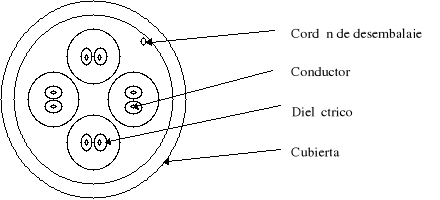 Cord n de desembalaie
Conductor
Diel ctrico
Cubierta